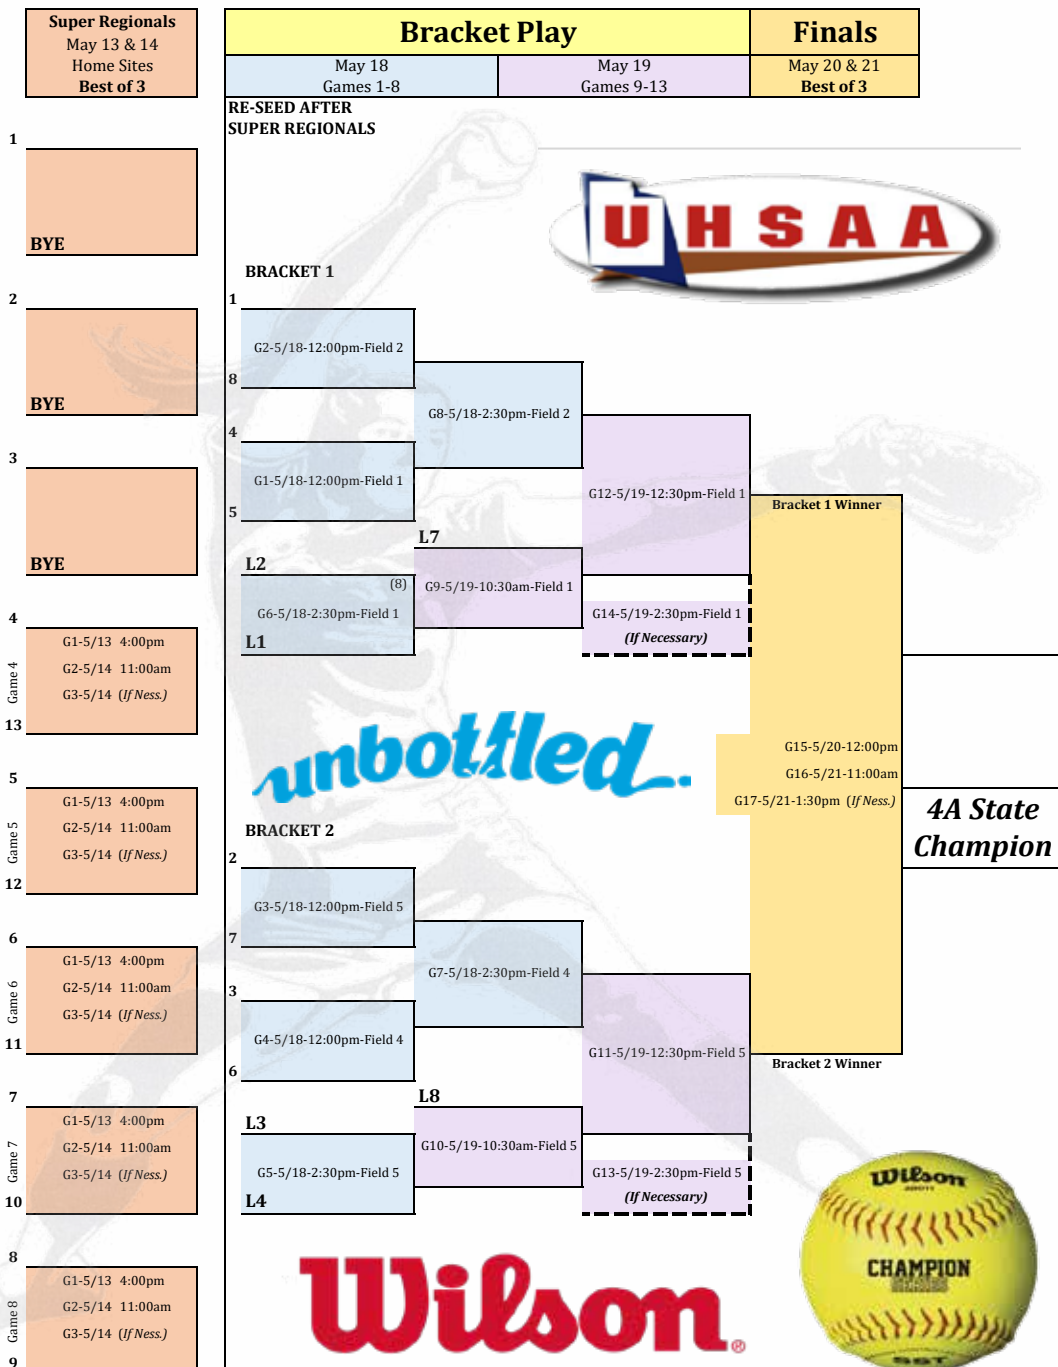 Super Regionals
May 13 & 14
Home Sites
Best of 3
Bracket Play
May 18
Games 1-8
May 19
Games 9-13
Finals
May 20 & 21
Best of 3
RE-SEED AFTER
SUPER REGIONALS
1
BYE
2
BYE
3
BYE
4
Game 4
G1-5/13 4:00pm
G2-5/14 11:00am
G3-5/14 (If Ness.)
13
5
Game 5
G1-5/13 4:00pm
G2-5/14 11:00am
G3-5/14 (If Ness.)
12
6
Game 6
G1-5/13 4:00pm
G2-5/14 11:00am
G3-5/14 (If Ness.)
11
7
Game 7
G1-5/13 4:00pm
G2-5/14 11:00am
G3-5/14 (If Ness.)
10
8
Game 8
G1-5/13 4:00pm
G2-5/14 11:00am
G3-5/14 (If Ness.)
9
UHSAA
BRACKET 1
1
G2-5/18-12:00pm-Field 2
8
G8-5/18-2:30pm-Field 2
4
G1-5/18-12:00pm-Field 1
5
G12-5/19-12:30pm-Field 1
L7
L2
(8)
G9-5/19-10:30am-Field 1
G6-5/18-2:30pm-Field 1
L1
G14-5/19-2:30pm-Field 1
(If Necessary)
Bracket 1 Winner
unbottled.
G15-5/20-12:00pm
G16-5/21-11:00am
G17-5/21-1:30pm (If Ness.)
4A State
Champion
BRACKET 2
2
G3-5/18-12:00pm-Field 5
7
G7-5/18-2:30pm-Field 4
3
G4-5/18-12:00pm-Field 4
6
G11-5/19-12:30pm-Field 5
Bracket 2 Winner
L8
L3
G10-5/19-10:30am-Field 5
G5-5/18-2:30pm-Field 5
L4
G13-5/19-2:30pm-Field 5
(If Necessary)
Wilson®
Wilson
CHAMPION
SERIES
SST